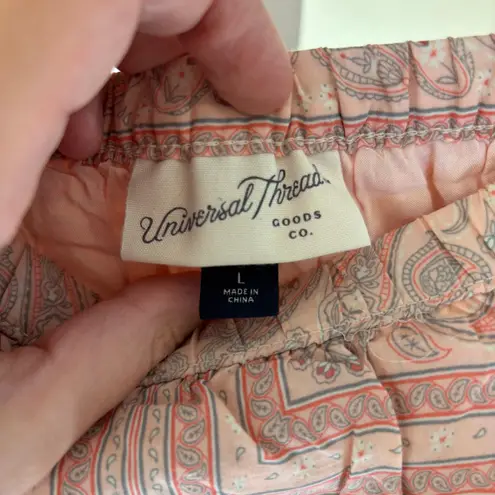 Universal Thread
GOODS
CO.
L
MADE IN
CHINA